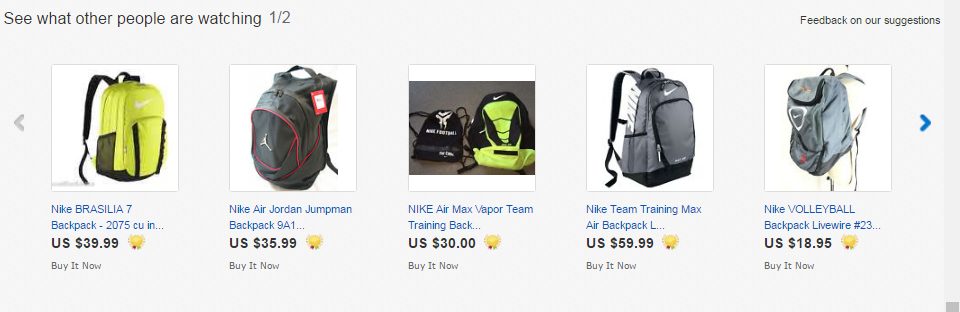 See what other people are watching 1/2
Feedback on our suggestions
NIKE FOOTBALL
Nike BRASILIA 7
Backpack - 2075 cu in...
US $39.99
Buy It Now
Nike Air Jordan Jumpman
Backpack 9A1...
US $35.99
Buy It Now
NIKE Air Max Vapor Team
Training Back...
US $30.00
Buy It Now
Nike Team Training Max
Air Backpack L...
US $59.99
Buy It Now
Nike VOLLEYBALL
Backpack Livewire #23...
US $18.95
Buy It Now